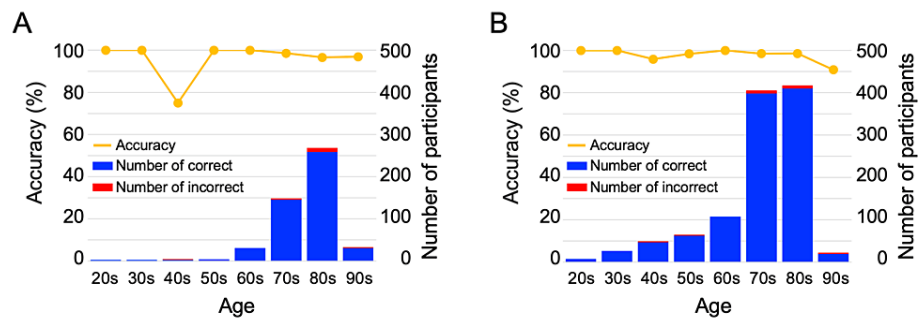 A
Accuracy (%)
100
80
60
40
20
0
500
400
300
200
100
0
Number of participants
Accuracy
Number of correct
Number of incorrect
20s 30s 40s 50s 60s 70s 80s 90s
Age
B
Accuracy (%)
100
80
60
40
20
0
500
400
300
200
100
0
Number of participants
Accuracy
Number of correct
Number of incorrect
20s 30s 40s 50s 60s 70s 80s 90s
Age